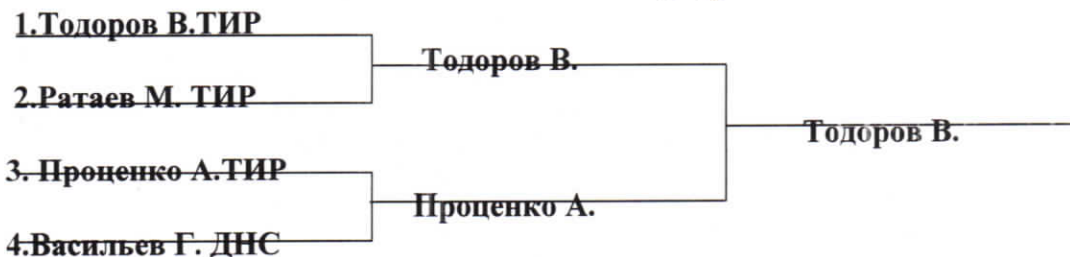 1.Тодоров В.ТИР
Тодоров В.
2.Ратаев М. ТИР
Тодоров В.
3. Проценко А.ТИР
Проценко А.
4.Васильев Г. ДНС